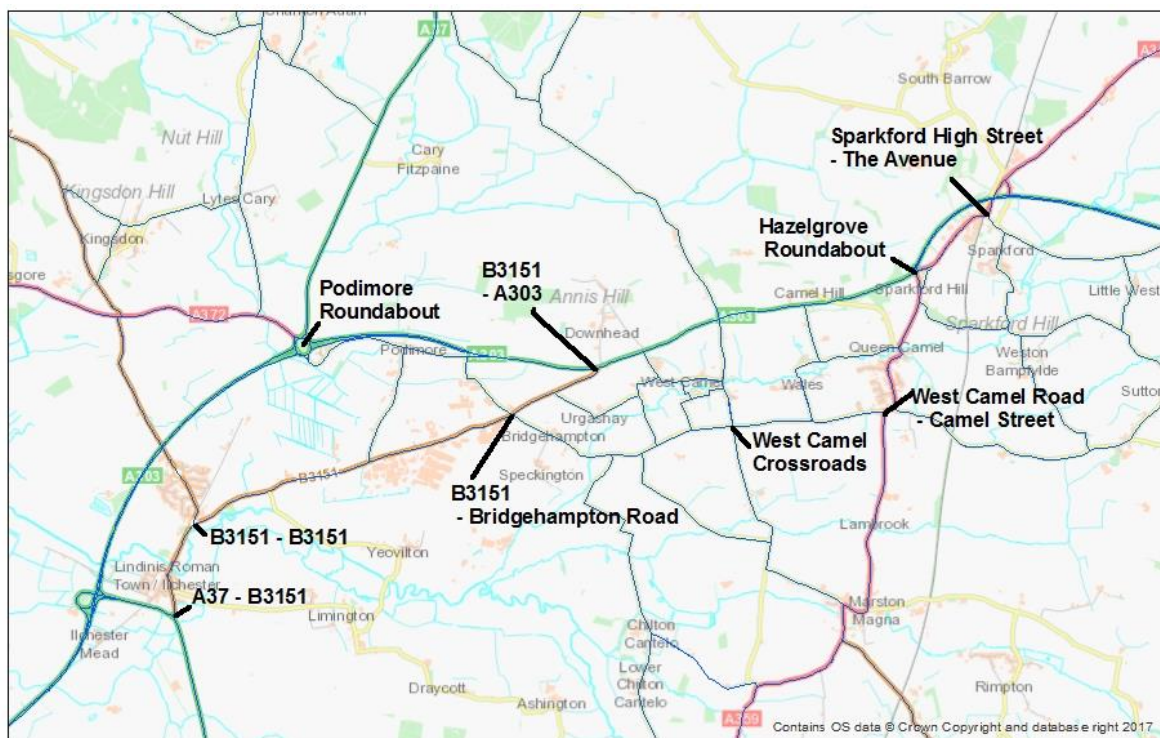 A37
South Barrow
Nut Hill
Cary
Fitzpaine
Sparkford High Street
- The Avenue
Kingsdon Hill
Lytes Cary
Kingsdon
Hazelgrove
Roundabout
Sparkford
B3151
- A303
Podimore
Roundabout
Annis Hill
Camel Hill
Sparkford Hill
Little West
A372
Downhead
A303
Sparkford Hill
Podimore
A303
Queen Camel
Weston
Bampfylde
West Camel
Wales
Sutton
Urgashay
West Camel Road
- Camel Street
Bridgehampton
West Camel
Crossroads
A303
B3151
Speckington
B3151
- Bridgehampton Road
B3151 - B3151
Lambrook
Yeovilton
Lindinis Roman
Town / Ilchester
A37 - B3151
Marston
Magna
Limington
Ilchester
Mead
Chilton
Cantelo
Draycott
Lower
Chilton
Cantelo
Rimpton
Ashington
A359
Contains OS data © Crown Copyright and database right 2017